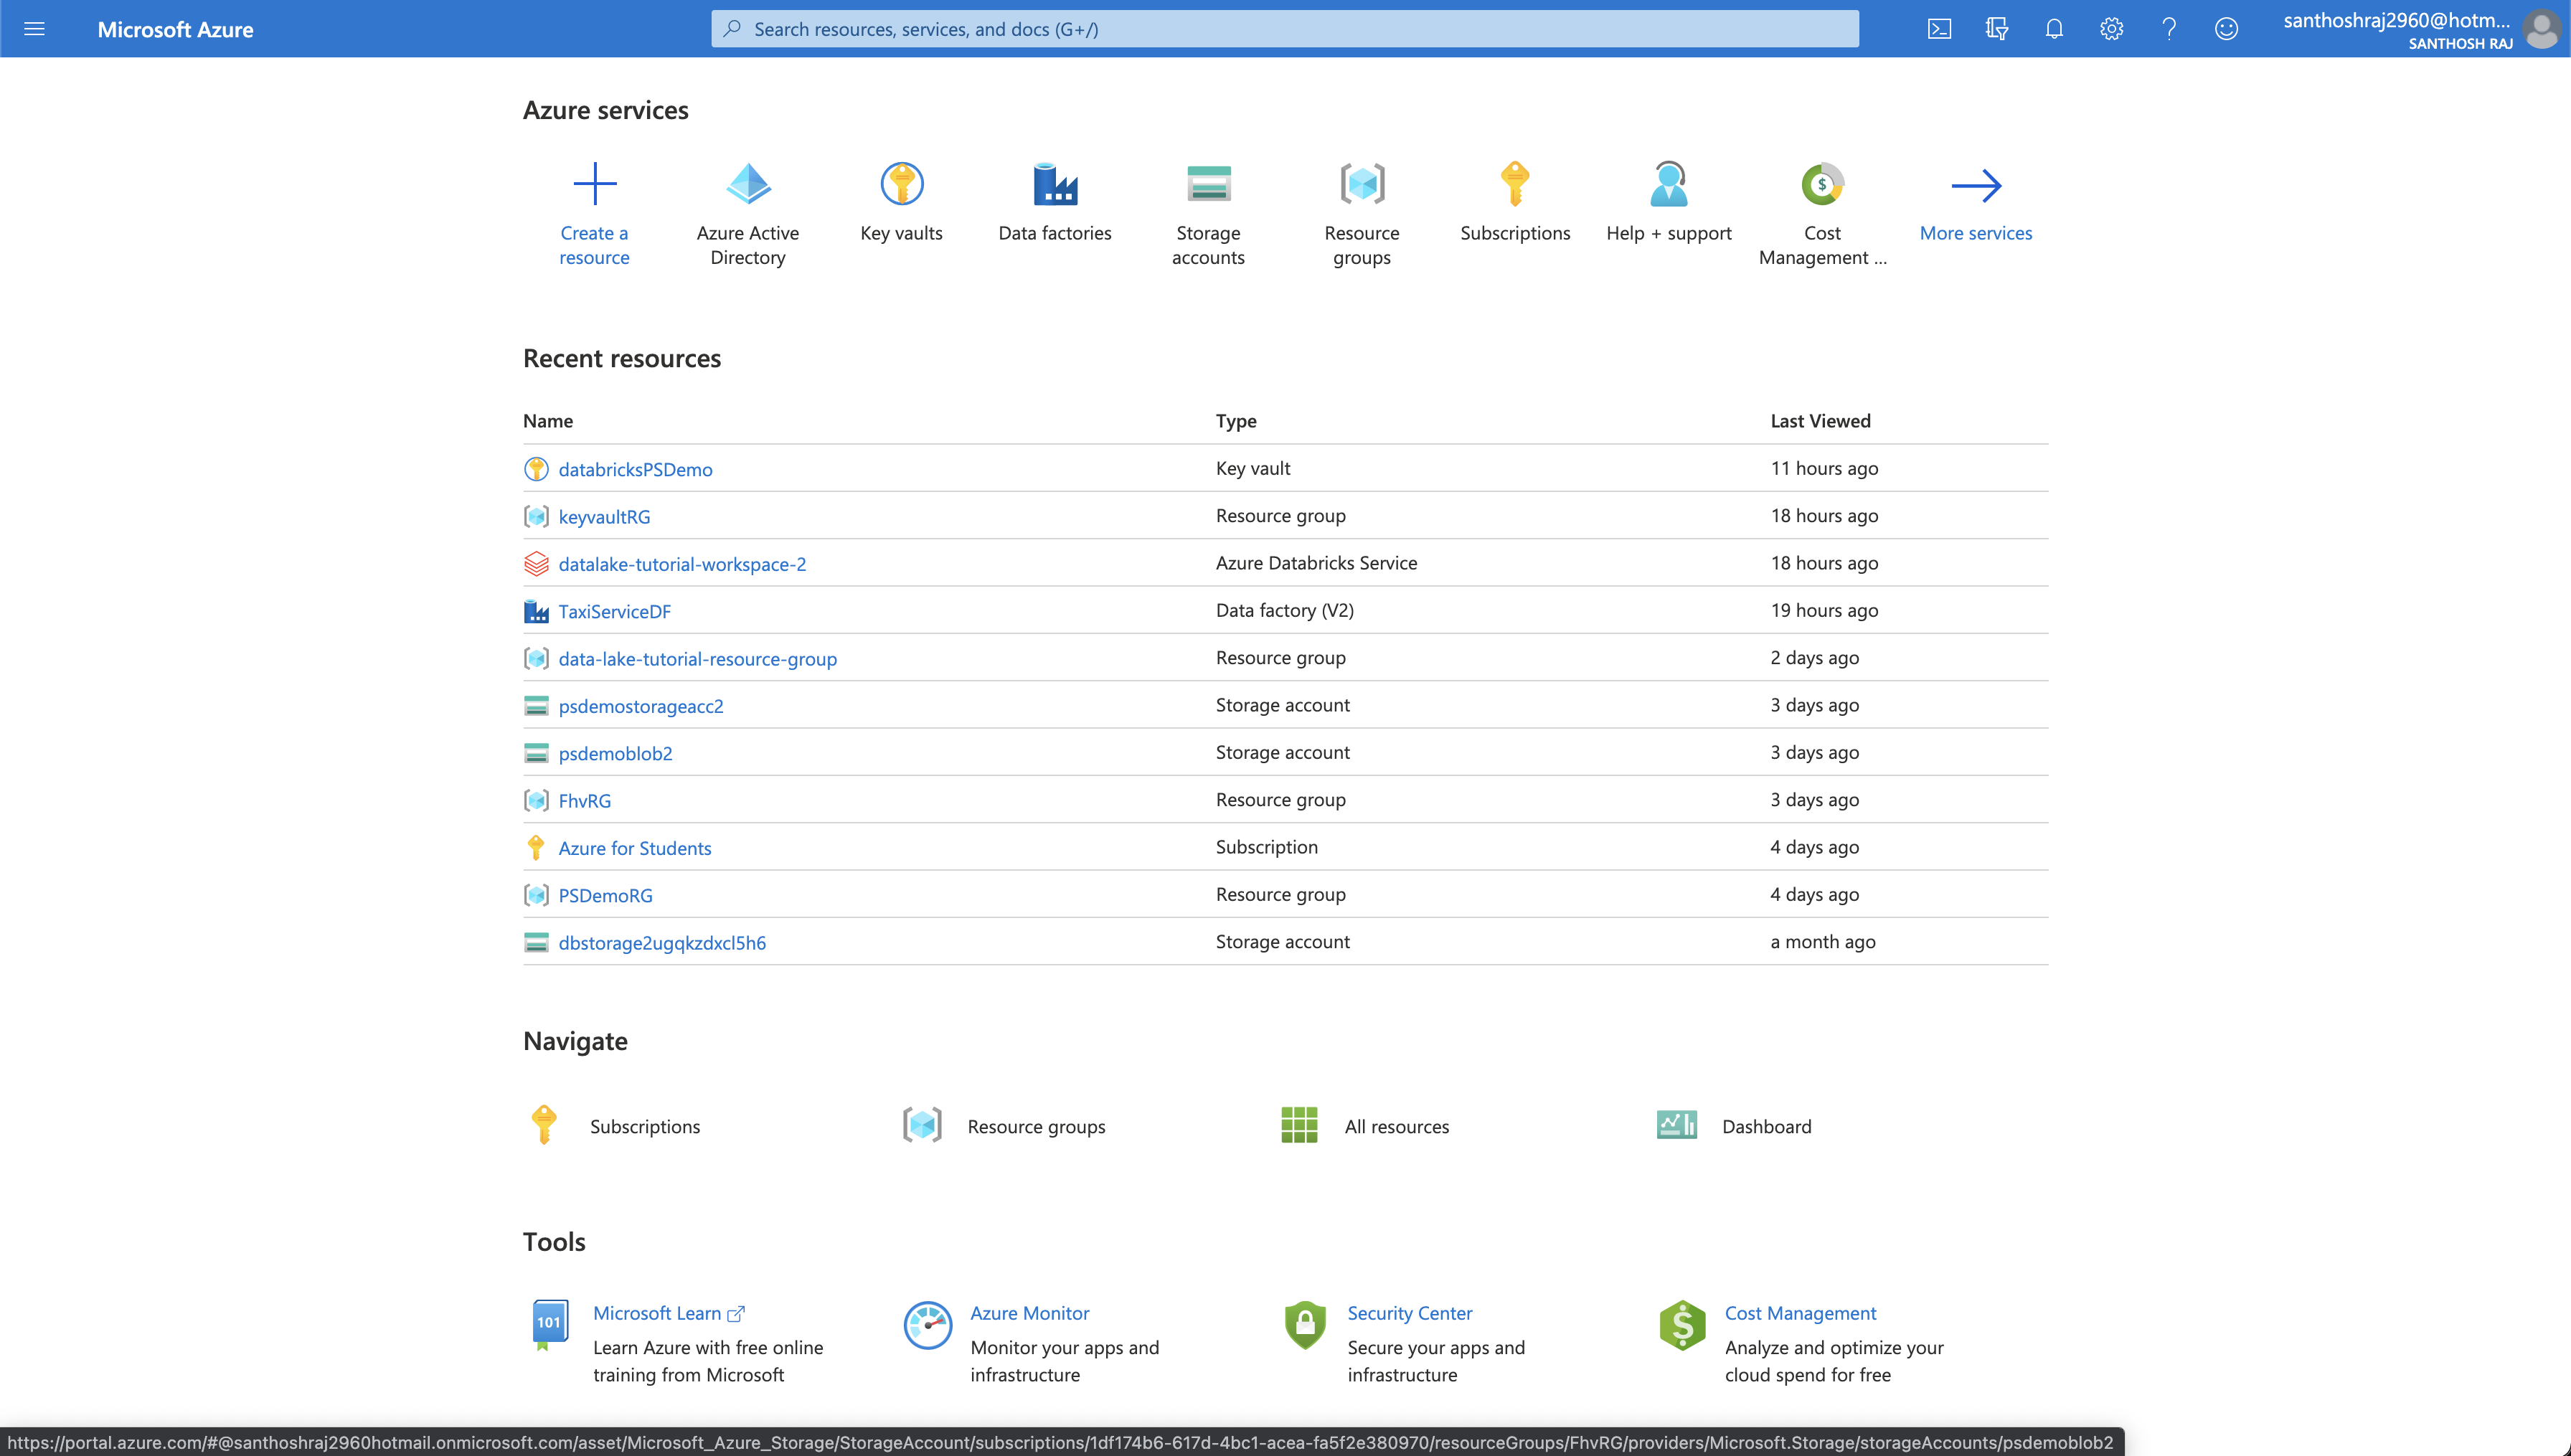 Microsoft Azure
Search resources, services, and docs (G+/)
santhoshraj2960@hotm...
SANTHOSH RAJ
Azure services
Create a resource
Azure Active Directory
Key vaults
Data factories
Storage accounts
Resource groups
Subscriptions
Help + support
Cost Management ...
More services
Recent resources
Name Type Last Viewed
databricksPSDemo Key vault 11 hours ago
keyvaultRG Resource group 18 hours ago
datalake-tutorial-workspace-2 Azure Databricks Service 18 hours ago
TaxiServiceDF Data factory (V2) 19 hours ago
data-lake-tutorial-resource-group Resource group 2 days ago
psdemostorageacc2 Storage account 3 days ago
psdemoblob2 Storage account 3 days ago
FhvRG Resource group 3 days ago
Azure for Students Subscription 4 days ago
PSDemoRG Resource group 4 days ago
dbstorage2ugqkzdxcl5h6 Storage account a month ago
Navigate
Subscriptions Resource groups All resources Dashboard
Tools
101
Microsoft Learn
Learn Azure with free online
training from Microsoft
Azure Monitor
Monitor your apps and
infrastructure
Security Center
Secure your apps and
infrastructure
Cost Management
Analyze and optimize your
cloud spend for free
https://portal.azure.com/#@santhoshraj2960hotmail.onmicrosoft.com/asset/Microsoft_Azure_Storage/StorageAccount/subscriptions/1df174b6-617d-4bc1-acea-fa5f2e380970/resourceGroups/FhvRG/providers/Microsoft.Storage/storageAccounts/psdemoblob2